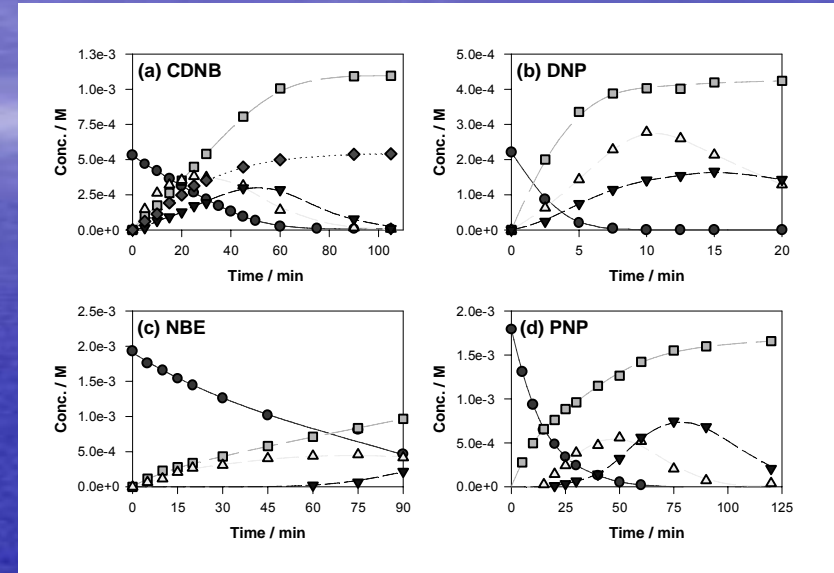 (a) CDNB
Conc. / M
1.3e-3
1.0e-3
7.5e-4
5.0e-4
2.5e-4
0.0e+0
0 20 40 60 80 100
Time / min
(b) DNP
Conc. / M
5.0e-4
4.0e-4
3.0e-4
2.0e-4
1.0e-4
0.0e+0
0 5 10 15 20
Time / min
(c) NBE
Conc. / M
2.5e-3
2.0e-3
1.5e-3
1.0e-3
5.0e-4
0.0e+0
0 15 30 45 60 75 90
Time / min
(d) PNP
Conc. / M
2.0e-3
1.5e-3
1.0e-3
5.0e-4
0.0e+0
0 25 50 75 100 125
Time / min